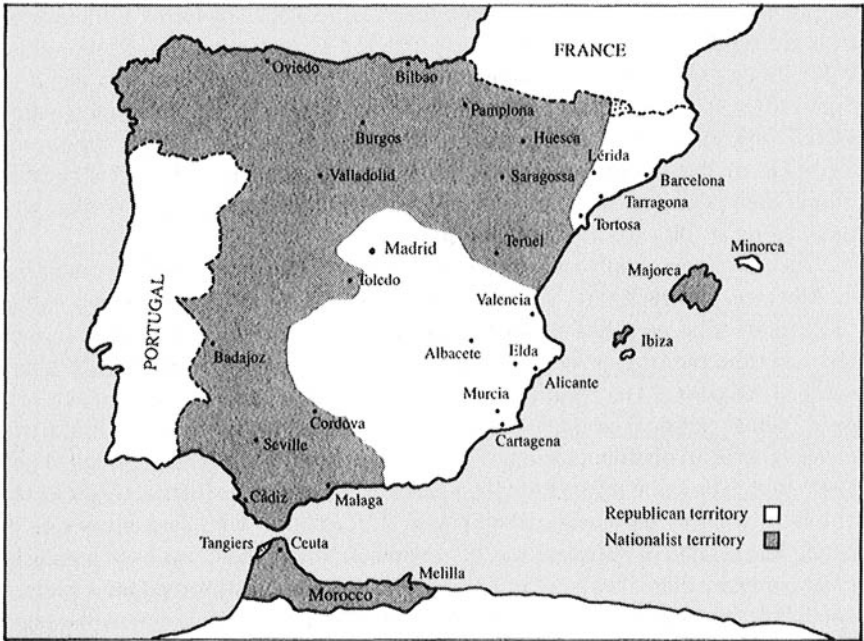 FRANCE
Oviedo
Bilbao
Pamplona
Burgos
Huesca
Lérida
Valladolid
Saragossa
Barcelona
Tarragona
Tortosa
Madrid
Teruel
Minorca
Majorca
Toledo
Valencia
PORTUGAL
Ibiza
Badajoz
Albacete
Elda
Alicante
Murcia
Cordova
Cartagena
Seville
Cádiz
Malaga
Republican territory
Nationalist territory
Tangiers
Ceuta
Melilla
Morocco